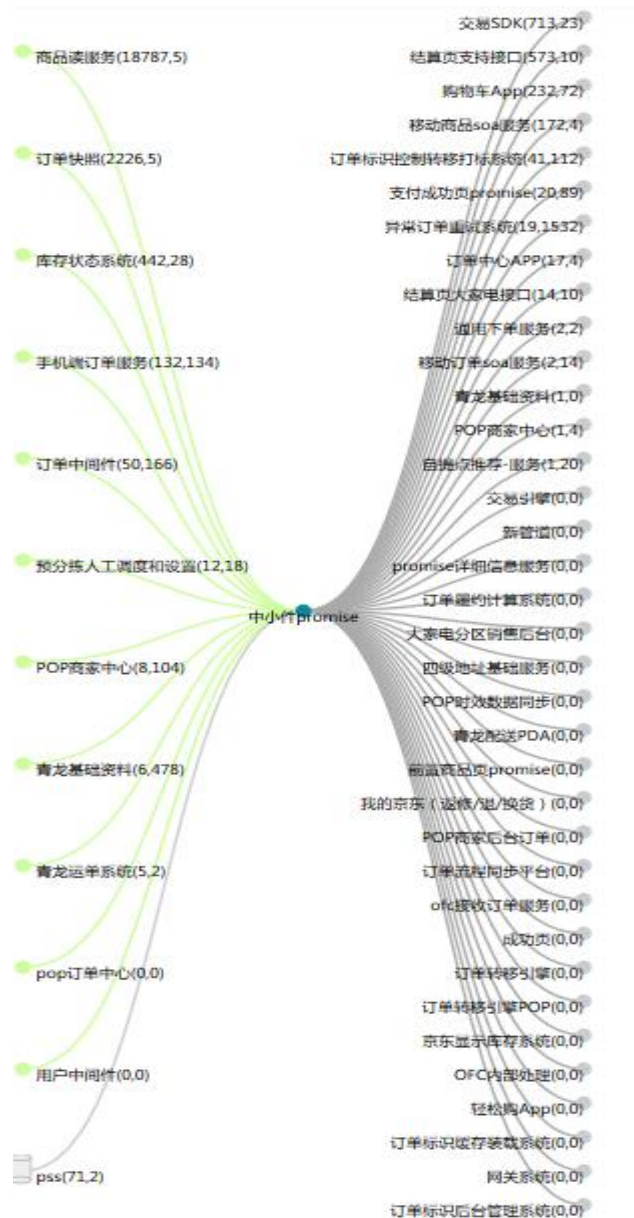 商品读服务(18787,5)
订单快照(2226,5)
库存状态系统(442,28)
手机端订单服务(132,134)
订单中间件(50,166)
预分拣人工调度和设置(12,18)
POP商家中心(8,104)
青龙基础资料(6,478)
青龙运单系统(5,2)
pop订单中心(0,0)
用户中间件(0,0)
pss(71,2)
中小件promise
交易SDK(713,23)
结算页支持接口(573,10)
购物车App(232,72)
移动商品soa服务(172,4)
订单标识控制转移打标系统(41,112)
支付成功页promise(20,89)
异常订单重试系统(19,1532)
订单中心APP(17,4)
结算页大家电接口(14,10)
通用下单服务(2,2)
移动订单soa服务(2,14)
青龙基础资料(1,0)
POP商家中心(1,4)
自提点推荐-服务(1,20)
交易引擎(0,0)
新管道(0,0)
promise详细信息服务(0,0)
订单履约计算系统(0,0)
大家电分区销售后台(0,0)
四级地址基础服务(0,0)
POP时效数据同步(0,0)
青龙配送PDA(0,0)
前置商品页promise(0,0)
我的京东（返修/退/换货）(0,0)
POP商家后台订单(0,0)
订单流程同步平台(0,0)
ofc接收订单服务(0,0)
成功页(0,0)
订单转移引擎(0,0)
订单转移引擎POP(0,0)
京东显示库存系统(0,0)
OFC内部处理(0,0)
轻松购App(0,0)
订单标识缓存装载系统(0,0)
网关系统(0,0)
订单标识后台管理系统(0,0)